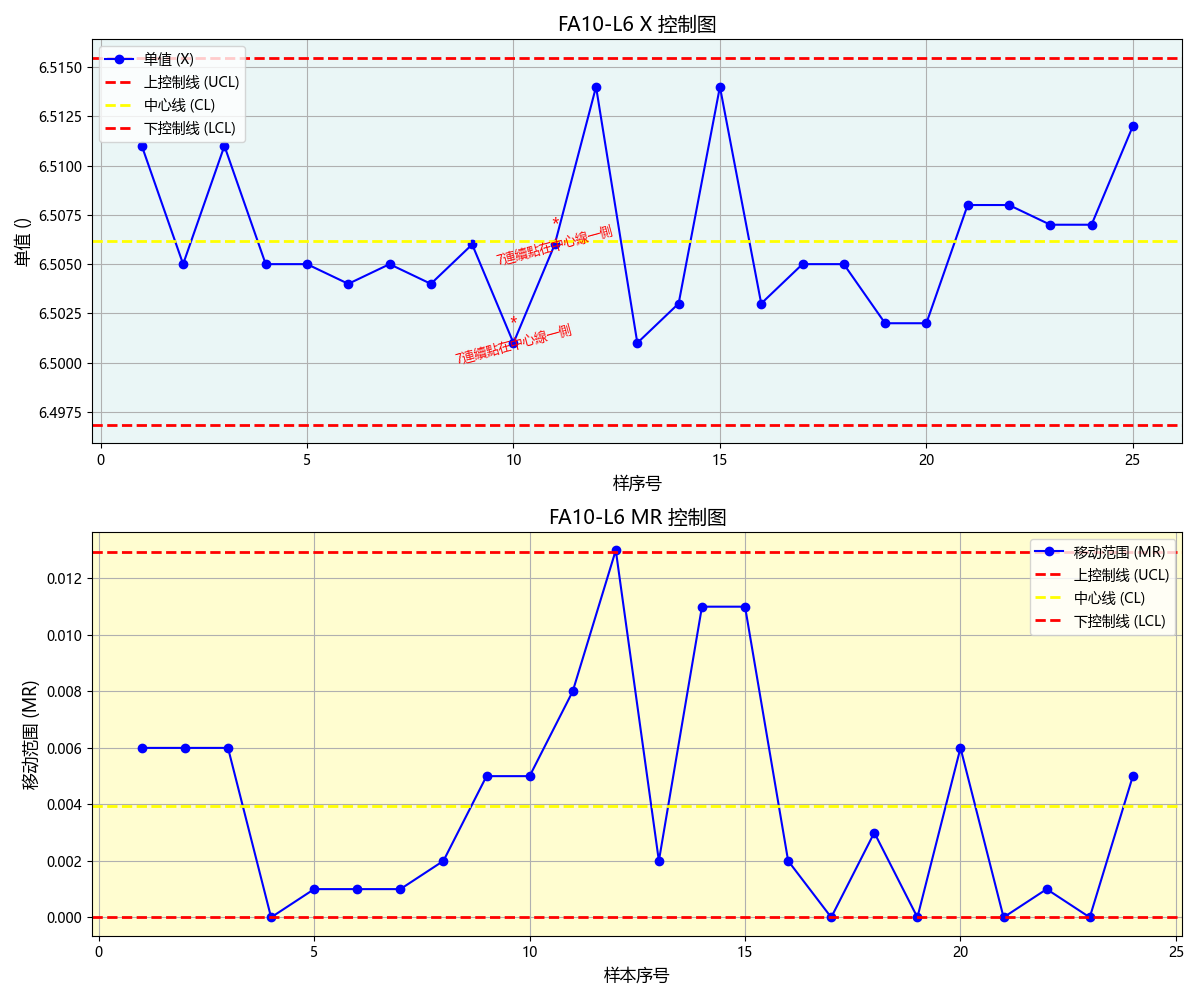 FA10-L6 X 控制图
单值 (X)
上控制线 (UCL)
中心线 (CL)
下控制线 (LCL)
单值 ()
6.5150
6.5125
6.5100
6.5075
6.5050
6.5025
6.5000
6.4975
*
7連續點在中心線一側
*
7連續點在中心線一側
0 5 10 15 20 25
样序号
FA10-L6 MR 控制图
移动范围 (MR)
上控制线 (UCL)
中心线 (CL)
下控制线 (LCL)
移动范围 (MR)
0.012
0.010
0.008
0.006
0.004
0.002
0.000
0 5 10 15 20 25
样本序号